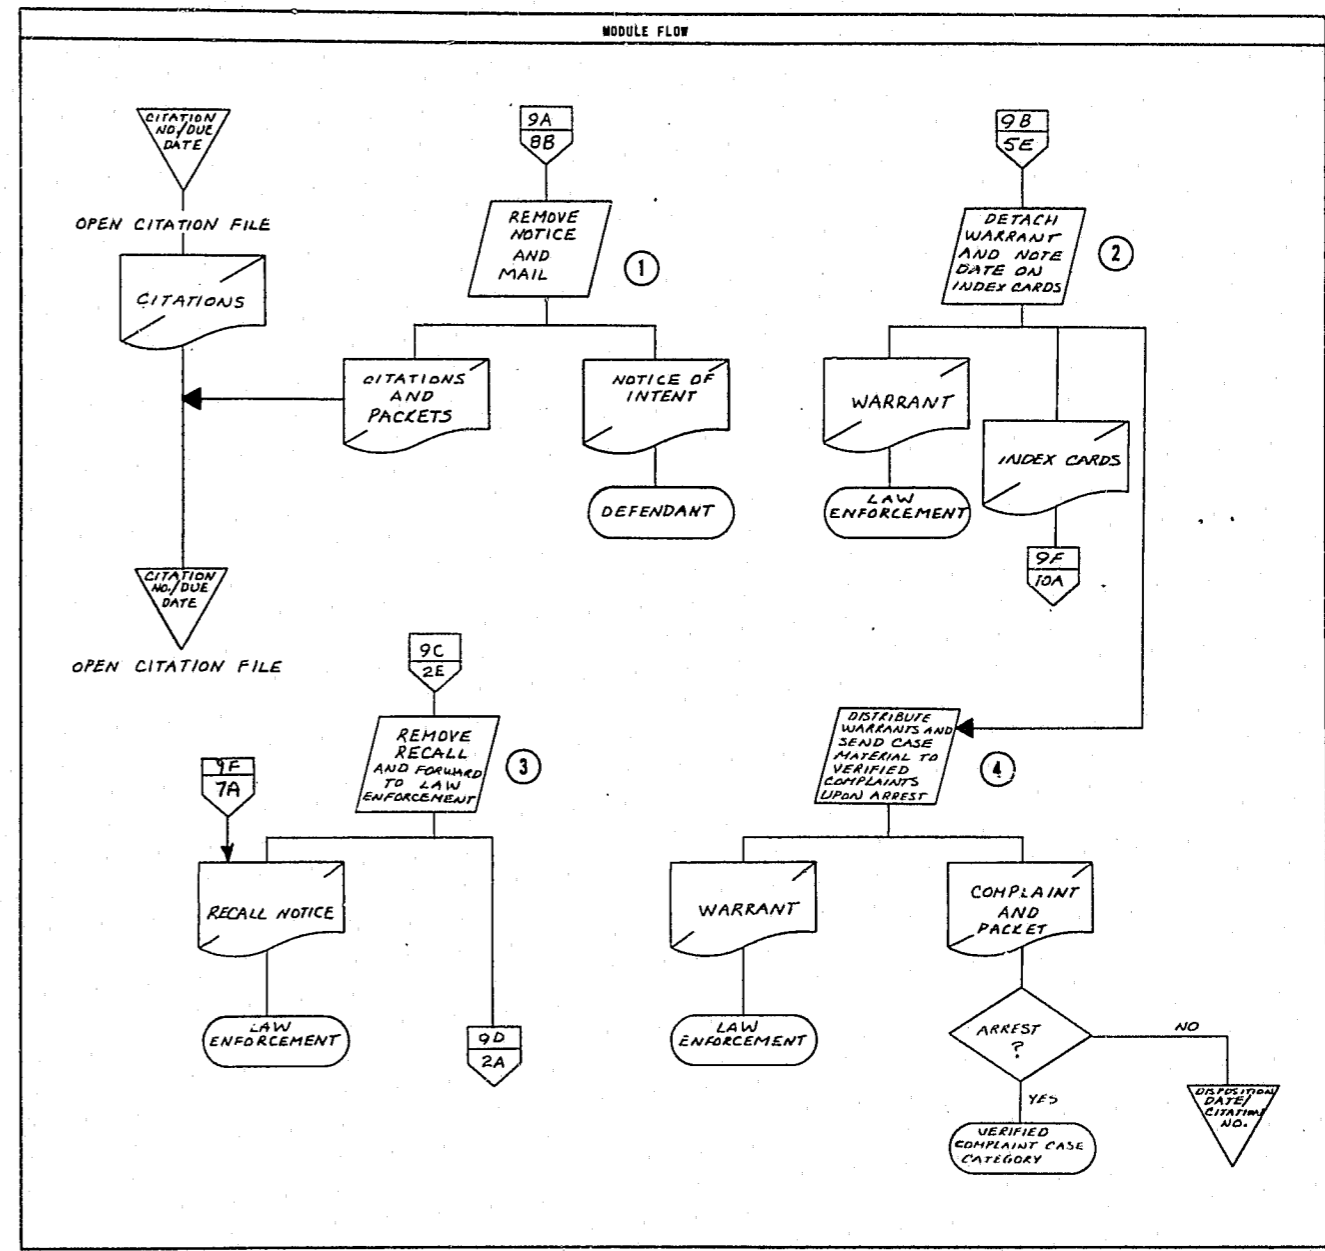 MODULE FLOW
CITATION
NO./DUE
DATE
OPEN CITATION FILE
CITATIONS
CITATION
NO./DUE
DATE
OPEN CITATION FILE
9A
8B
REMOVE
NOTICE
AND
MAIL
1
CITATIONS
AND
PACKETS
NOTICE OF
INTENT
DEFENDANT
9B
5E
DETACH
WARRANT
AND NOTE
DATE ON
INDEX CARDS
2
WARRANT
LAW
ENFORCEMENT
INDEX CARDS
9F
10A
9C
2E
REMOVE
RECALL
AND FORWARD
TO LAW
ENFORCEMENT
3
9F
7A
RECALL NOTICE
LAW
ENFORCEMENT
9D
2A
DISTRIBUTE
WARRANTS AND
SEND CASE
MATERIAL TO
VERIFIED
COMPLAINTS
UPON ARREST
4
WARRANT
LAW
ENFORCEMENT
COMPLAINT
AND
PACKET
ARREST
?
NO
YES
VERIFIED
COMPLAINT CASE
CATEGORY
DISPOSITION
DATE/
CITATION
NO.